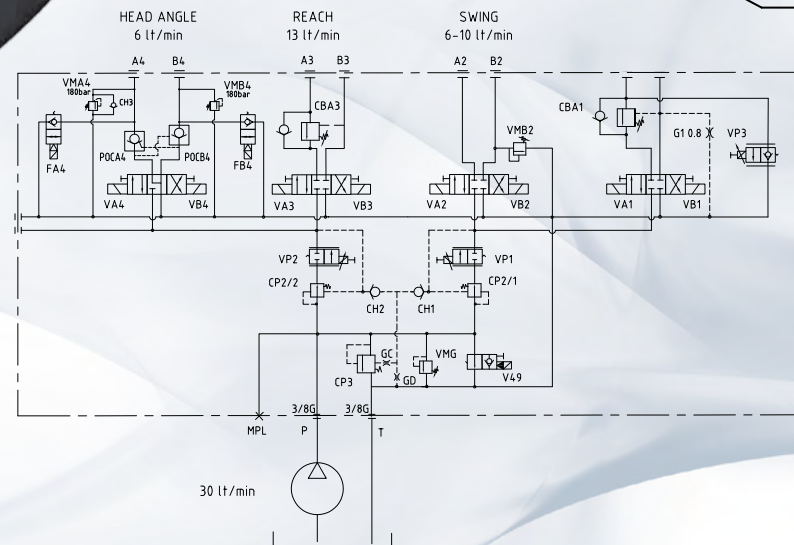 HEAD ANGLE
6 lt/min
REACH
13 lt/min
SWING
6-10 lt/min
A4 B4 A3 B3 A2 B2
VMA4
180bar
CH3
VMB4
180bar
CBA3
VMB2
CBA1
G1 0.8
VP3
FA4
POCA4
POCB4
FB4
VA4 VB4 VA3 VB3 VA2 VB2 VA1 VB1
VP2 VP1
CP2/2 CP2/1
CH2 CH1
GC
VMG
CP3
GD
V49
3/8G 3/8G
MPL P T
30 lt/min